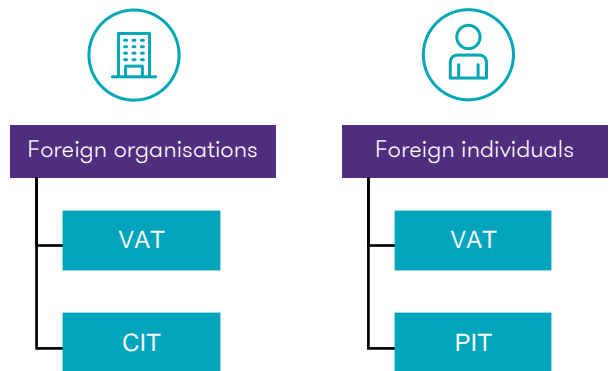 Foreign organisations
VAT
CIT
Foreign individuals
VAT
PIT